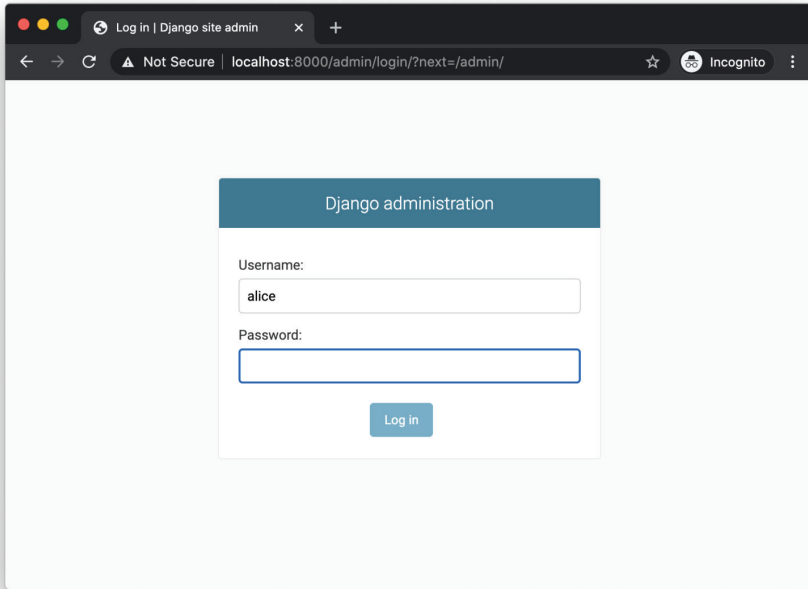 Log in | Django site admin
Not Secure | localhost:8000/admin/login/?next=/admin/
Incognito
Django administration
Username:
alice
Password:
Log in